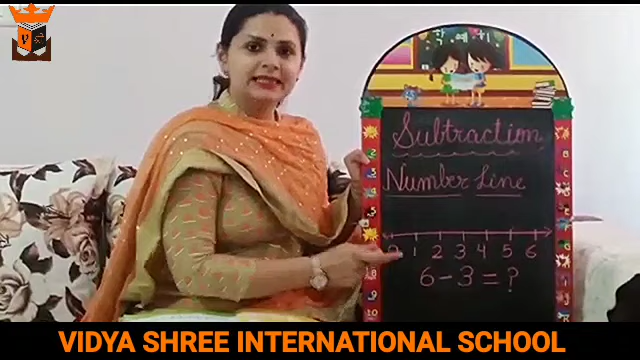 Subtraction
Number Line
0 1 2 3 4 5 6
6 - 3 = ?
VIDYA SHREE INTERNATIONAL SCHOOL